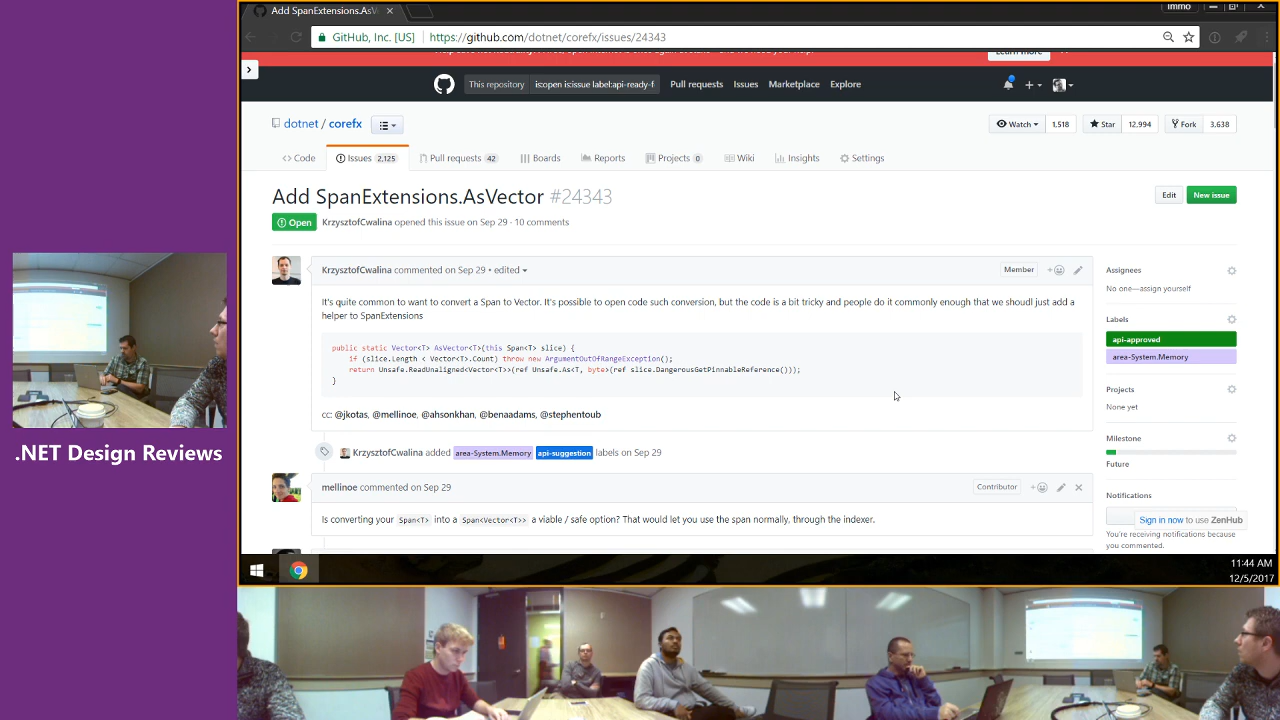 Add SpanExtensions.AsV
Immo
GitHub, Inc. [US]
https://github.com/dotnet/corefx/issues/24343
Learn more
This repository
is:open is:issue label:api-ready-f
Pull requests
Issues
Marketplace
Explore
dotnet / corefx
Watch
1,518
Star
12,994
Fork
3,638
Code
Issues 2,125
Pull requests 42
Boards
Reports
Projects 0
Wiki
Insights
Settings
Add SpanExtensions.AsVector #24343
Edit
New issue
Open
KrzysztofCwalina opened this issue on Sep 29 · 10 comments
KrzysztofCwalina commented on Sep 29 • edited
Member
It's quite common to want to convert a Span to Vector. It's possible to open code such conversion, but the code is a bit tricky and people do it commonly enough that we shoudl just add a
helper to SpanExtensions
public static Vector<T> AsVector<T>(this Span<T> slice) {
if (slice.Length < Vector<T>.Count) throw new ArgumentOutOfRangeException();
return Unsafe.ReadUnaligned<Vector<T>>(ref Unsafe.As<T, byte>(ref slice.DangerousGetPinnableReference()));
}
cc: @jkotas, @mellinoe, @ahsonkhan, @benaadams, @stephentoub
KrzysztofCwalina added area-System.Memory api-suggestion labels on Sep 29
mellinoe commented on Sep 29
Contributor
Is converting your Span<T> into a Span<Vector<T>> a viable / safe option? That would let you use the span normally, through the indexer.
Assignees
No one—assign yourself
Labels
api-approved
area-System.Memory
Projects
None yet
Milestone
Future
Notifications
Sign in now to use ZenHub
You're receiving notifications because
you commented.
11:44 AM
12/5/2017
.NET Design Reviews